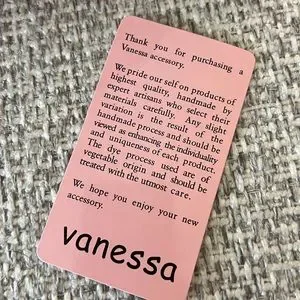 Thank you for purchasing a
Vanessa accessory.
We pride our self on products of
highest quality, handmade by
expert artisans who select their
materials carefully. Any slight
variation is the result of the
handmade process and should be
viewed as enhancing the individuality
and uniqueness of each product.
The dye process used are of
vegetable origin and should be
treated with the utmost care.
We hope you enjoy your new
accessory.
vanessa